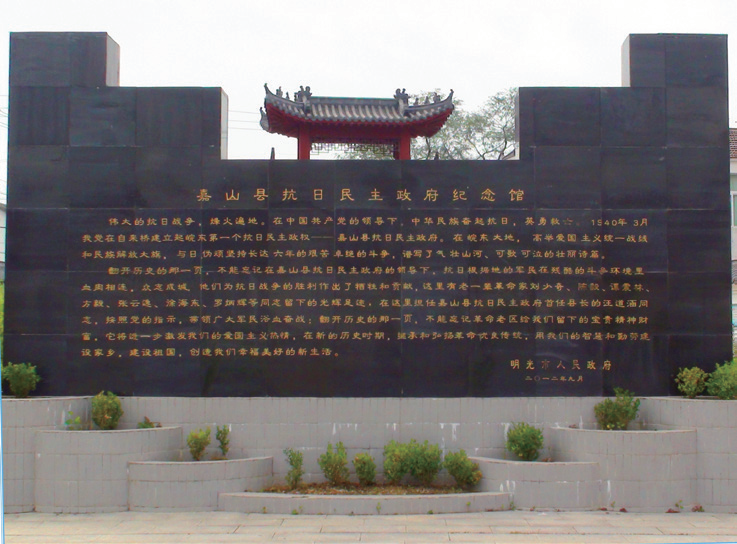 嘉山县抗日民主政府纪念馆
伟大的抗日战争，烽火遍地。在中国共产党的领导下，中华民族奋起抗日，英勇救亡。1940年3月
我党在自来桥建立起皖东第一个抗日民主政权——嘉山县抗日民主政府。在皖东大地，高举爱国主义统一战线
和民族解放大旗，与日伪顽坚持长达六年的艰苦卓绝的斗争，谱写了气壮山河、可歌可泣的壮丽诗篇。
翻开历史的那一页，不能忘记在嘉山县抗日民主政府的领导下，抗日根据地的军民在残酷的斗争环境里
血肉相连，众志成城，他们为抗日战争的胜利作出了牺牲和贡献，这里有老一辈革命家刘少奇、陈毅、谭震林、
方毅、张云逸、徐海东、罗炳辉等同志留下的光辉足迹，在这里担任嘉山县抗日民主政府首任县长的汪道涵同
志，按照党的指示，带领广大军民浴血奋战；翻开历史的那一页，不能忘记革命老区给我们留下的宝贵精神财
富，它将进一步激发我们的爱国主义热情，在新的历史时期，继承和弘扬革命优良传统，用我们的智慧和勤劳建
设家乡，建设祖国，创造我们幸福美好的新生活。
明光市人民政府
二〇一二年九月